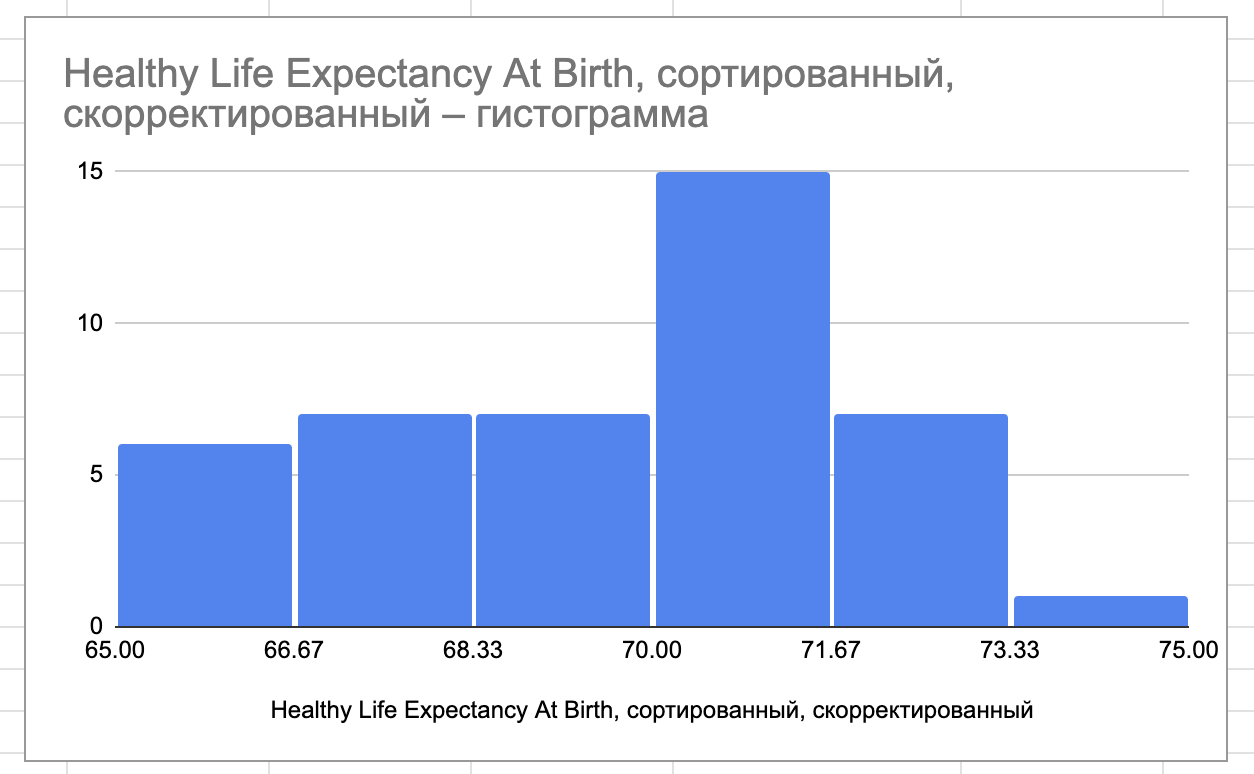 Healthy Life Expectancy At Birth, сортированный,
скорректированный – гистограмма
15
10
5
0
65.00 66.67 68.33 70.00 71.67 73.33 75.00
Healthy Life Expectancy At Birth, сортированный, скорректированный